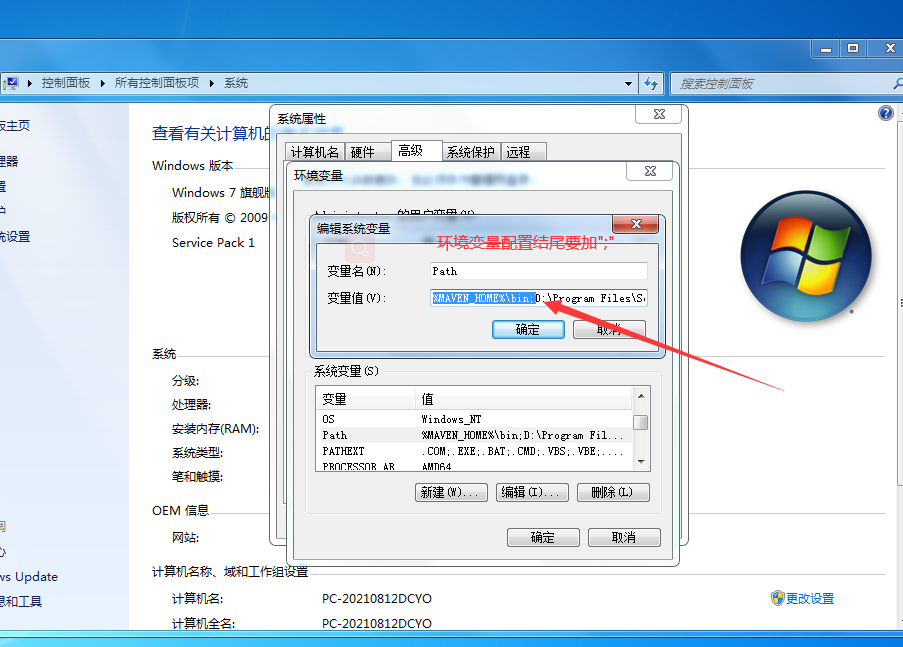 控制面板 ▸ 所有控制面板项 ▸ 系统
搜索控制面板
板主页
查看有关计算机的
Windows 版本
Windows 7 旗舰版
版权所有 © 2009
Service Pack 1
统设置
系统
分级:
处理器:
安装内存(RAM):
系统类型:
笔和触摸:
OEM 信息
网站:
计算机名称、域和工作组设置
计算机名:
PC-20210812DCYO
计算机全名:
PC-20210812DCYO
更改设置
ws Update
息和工具
系统属性
计算机名
硬件
高级
系统保护
远程
环境变量
的用户变量(U)
编辑系统变量
环境变量配置结尾要加";"
变量名(N):
Path
变量值(V):
%MAVEN_HOME%\bin;D:\Program Files\S
确定
取消
系统变量(S)
变量
值
OS
Windows_NT
Path
%MAVEN_HOME%\bin;D:\Program Fil...
PATHEXT
.COM;.EXE;.BAT;.CMD;.VBS;.VBE;....
PROCESSOR_AR
AMD64
新建(W)...
编辑(I)...
删除(L)
确定
取消